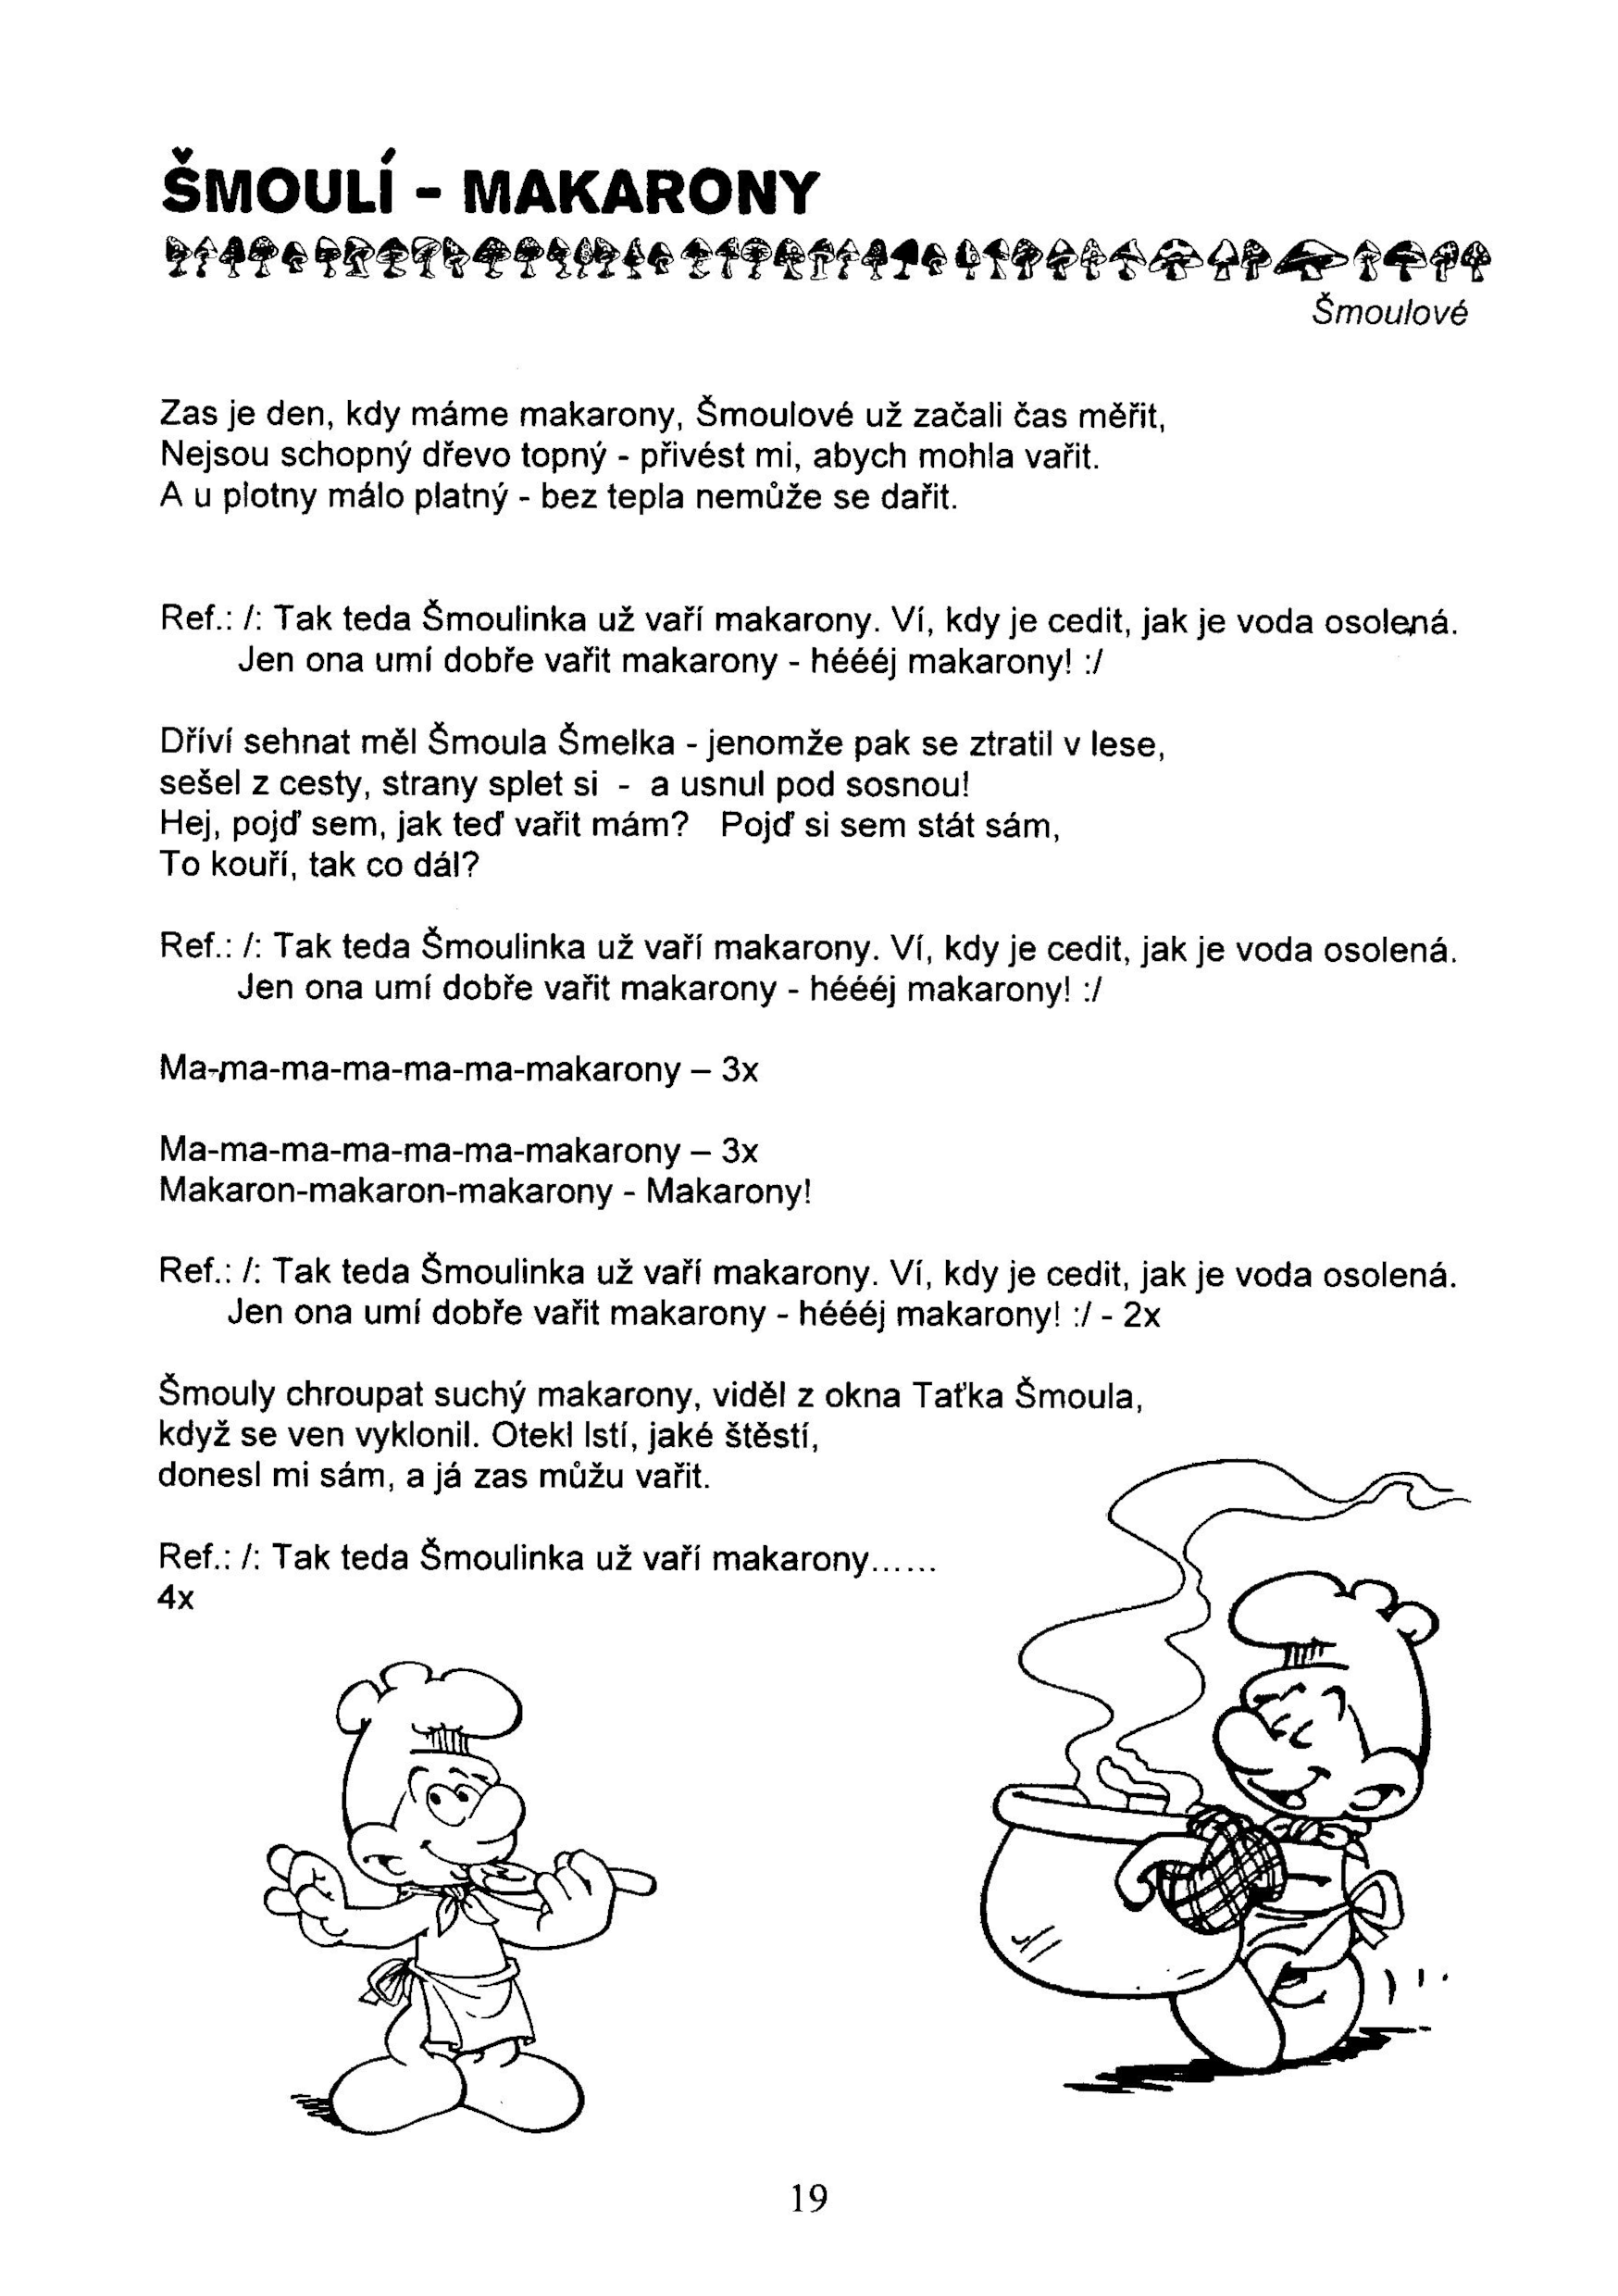 ŠMOULÍ - MAKARONY
Šmoulové
Zas je den, kdy máme makarony, Šmoulové už začali čas měřit,
Nejsou schopný dřevo topný - přivést mi, abych mohla vařit.
A u plotny málo platný - bez tepla nemůže se dařit.
Ref.: /: Tak teda Šmoulinka už vaří makarony. Ví, kdy je cedit, jak je voda osolená.
Jen ona umí dobře vařit makarony - héééj makarony! :/
Dříví sehnat měl Šmoula Šmelka - jenomže pak se ztratil v lese,
sešel z cesty, strany splet si - a usnul pod sosnou!
Hej, pojď sem, jak teď vařit mám? Pojď si sem stát sám,
To kouří, tak co dál?
Ref.: /: Tak teda Šmoulinka už vaří makarony. Ví, kdy je cedit, jak je voda osolená.
Jen ona umí dobře vařit makarony - héééj makarony! :/
Ma-ma-ma-ma-ma-ma-makarony – 3x
Ma-ma-ma-ma-ma-ma-makarony – 3x
Makaron-makaron-makarony - Makarony!
Ref.: /: Tak teda Šmoulinka už vaří makarony. Ví, kdy je cedit, jak je voda osolená.
Jen ona umí dobře vařit makarony - héééj makarony! :/ - 2x
Šmouly chroupat suchý makarony, viděl z okna Taťka Šmoula,
když se ven vyklonil. Otekl lstí, jaké štěstí,
donesl mi sám, a já zas můžu vařit.
Ref.: /: Tak teda Šmoulinka už vaří makarony......
4x
19